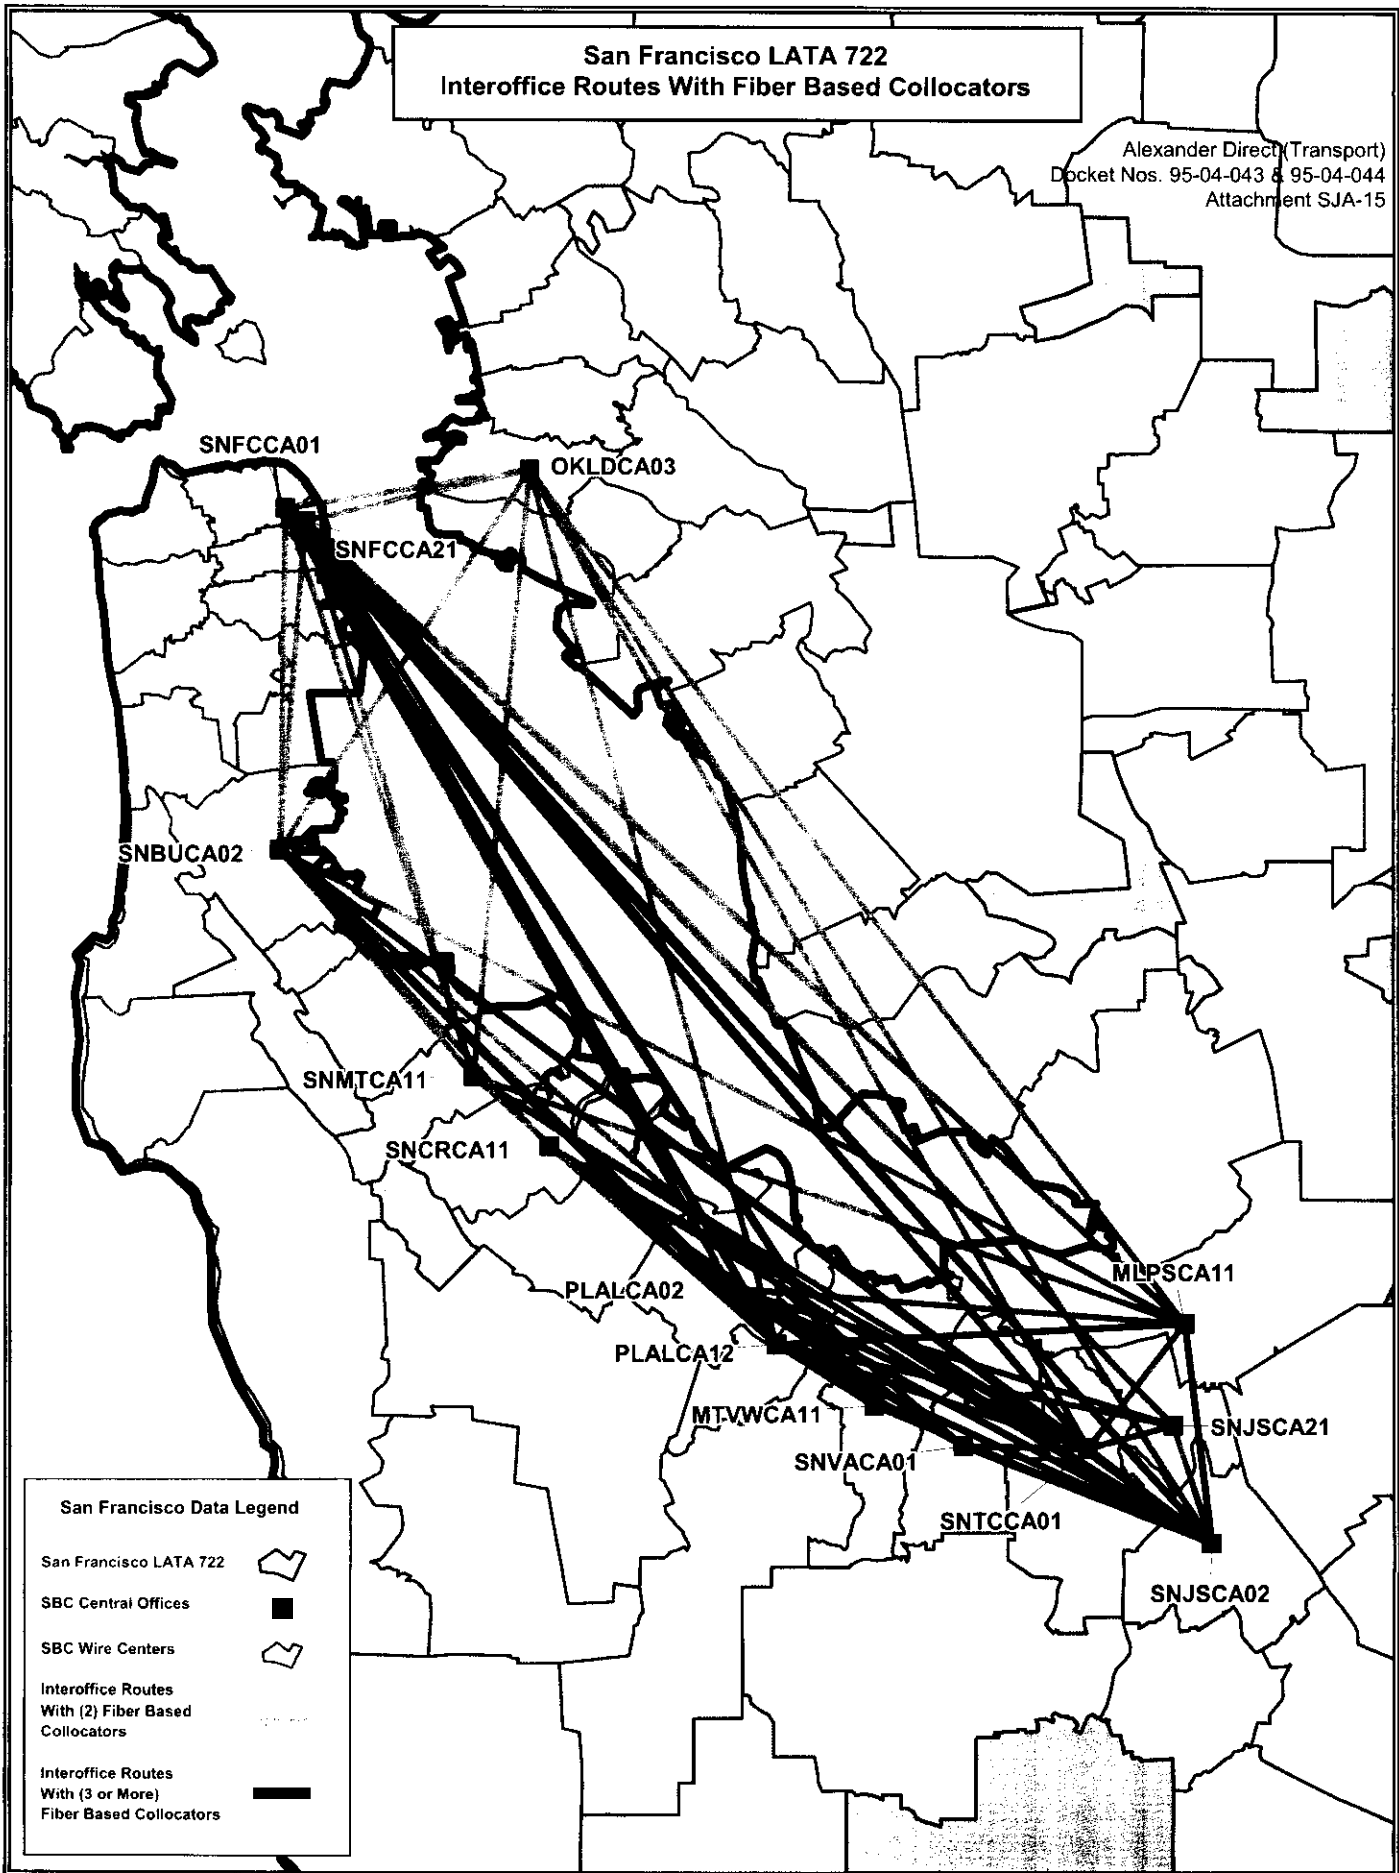 San Francisco LATA 722
Interoffice Routes With Fiber Based Collocators
Alexander Direct (Transport)
Docket Nos. 95-04-043 & 95-04-044
Attachment SJA-15
SNFCCA01
OKLDCA03
SNFCCA21
SNBUCA02
SNMTCA11
SNCRCA11
MLPSCA11
PLALCA02
PLALCA12
MTVWCA11
SNJSCA21
SNVACA01
SNTCCA01
SNJSCA02
San Francisco Data Legend
San Francisco LATA 722
SBC Central Offices
SBC Wire Centers
Interoffice Routes
With (2) Fiber Based
Collocators
Interoffice Routes
With (3 or More)
Fiber Based Collocators